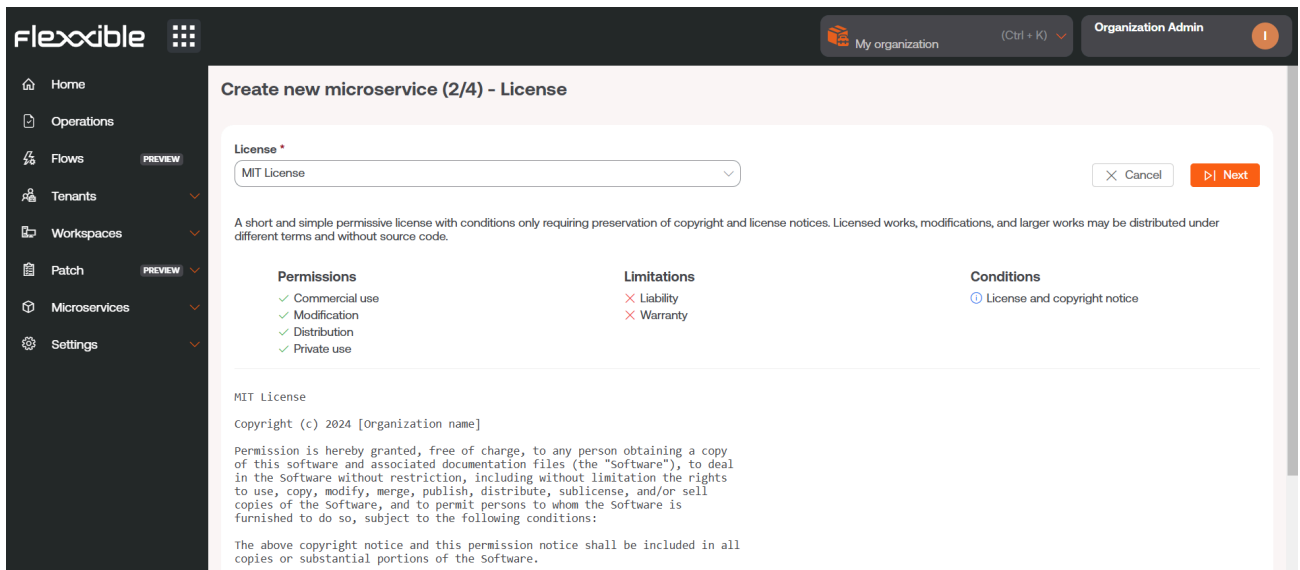 Flexxible
My organization
(Ctrl + K)
Organization Admin
I
Home
Operations
Flows PREVIEW
Tenants
Workspaces
Patch PREVIEW
Microservices
Settings
Create new microservice (2/4) - License
License *
MIT License
Cancel
Next
A short and simple permissive license with conditions only requiring preservation of copyright and license notices. Licensed works, modifications, and larger works may be distributed under
different terms and without source code.
Permissions
Commercial use
Modification
Distribution
Private use
Limitations
Liability
Warranty
Conditions
License and copyright notice
MIT License
Copyright (c) 2024 [Organization name]
Permission is hereby granted, free of charge, to any person obtaining a copy
of this software and associated documentation files (the "Software"), to deal
in the Software without restriction, including without limitation the rights
to use, copy, modify, merge, publish, distribute, sublicense, and/or sell
copies of the Software, and to permit persons to whom the Software is
furnished to do so, subject to the following conditions:
The above copyright notice and this permission notice shall be included in all
copies or substantial portions of the Software.